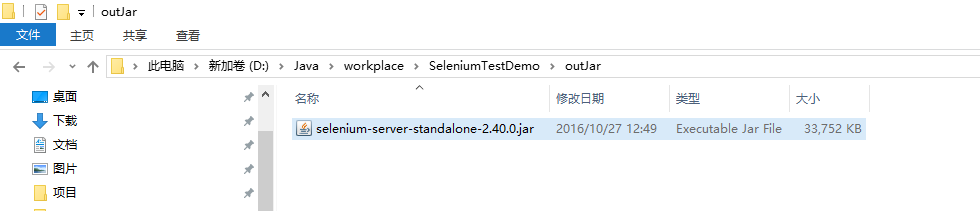 outJar
文件 主页 共享 查看
此电脑 新加卷 (D:) Java workplace SeleniumTestDemo outJar
桌面
下载
文档
图片
项目
名称 修改日期 类型 大小
selenium-server-standalone-2.40.0.jar 2016/10/27 12:49 Executable Jar File 33,752 KB